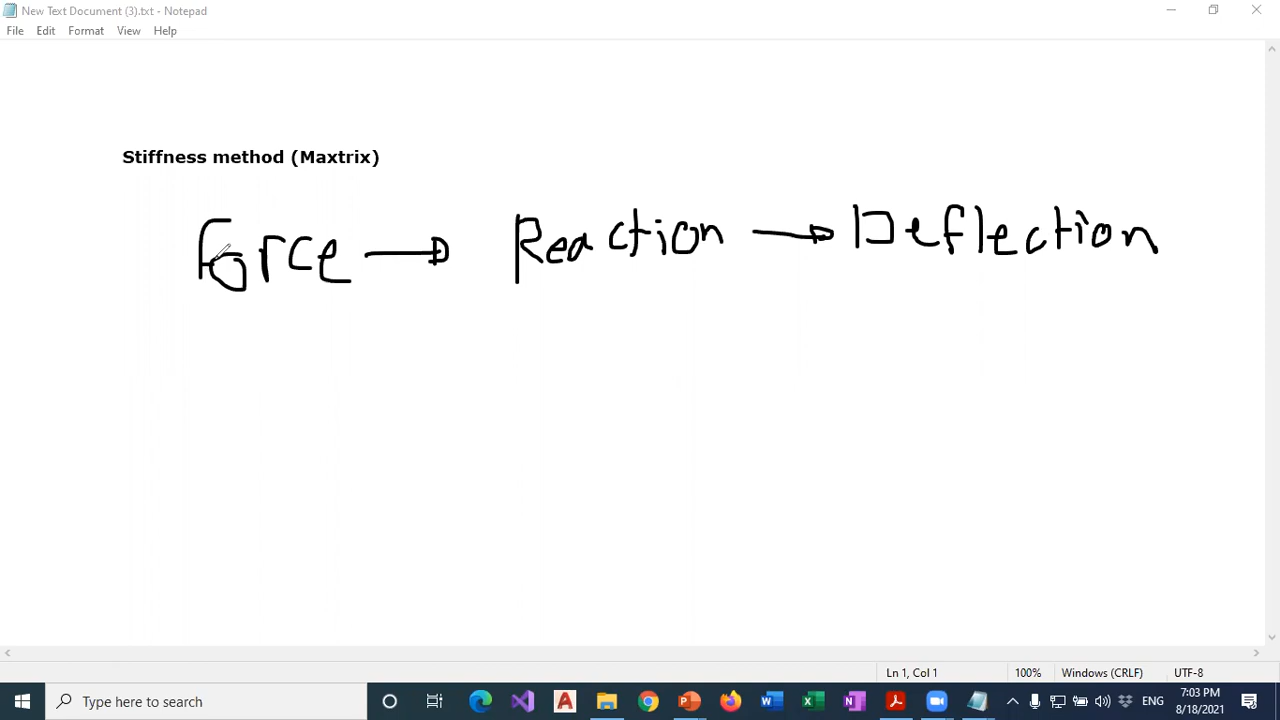 New Text Document (3).txt - Notepad
File Edit Format View Help
Stiffness method (Maxtrix)
Force → Reaction → Deflection
Ln 1, Col 1 100% Windows (CRLF) UTF-8
Type here to search
ENG
7:03 PM
8/18/2021